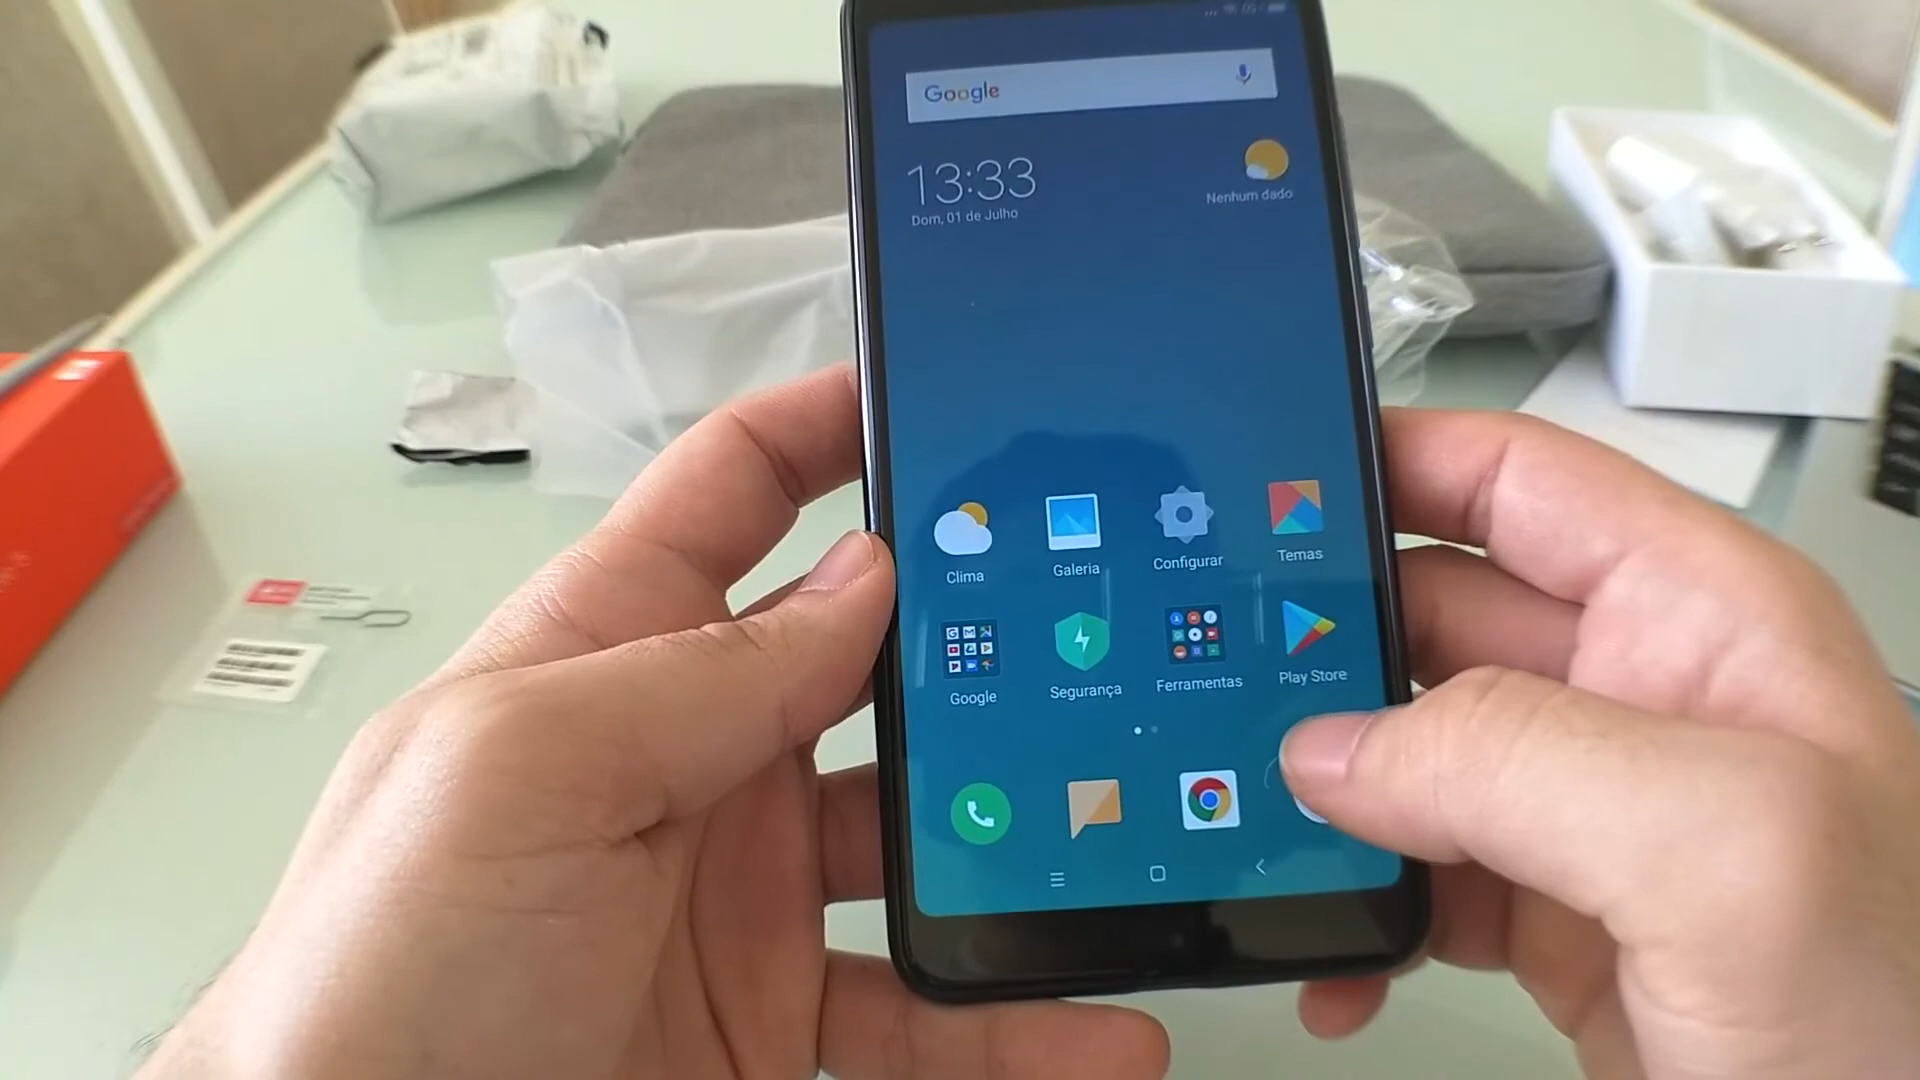 Google
13:33
Dom, 01 de Julho
Nenhum dado
Clima
Galeria
Configurar
Temas
Google
Segurança
Ferramentas
Play Store